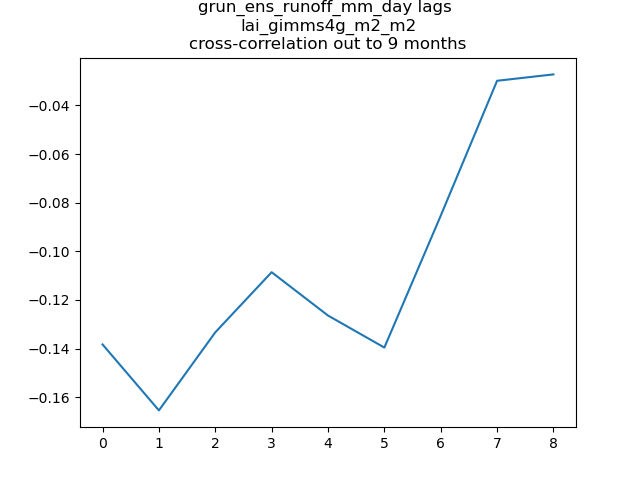 grun_ens_runoff_mm_day lags
lai_gimms4g_m2_m2
cross-correlation out to 9 months
−0.04
−0.06
−0.08
−0.10
−0.12
−0.14
−0.16
0 1 2 3 4 5 6 7 8